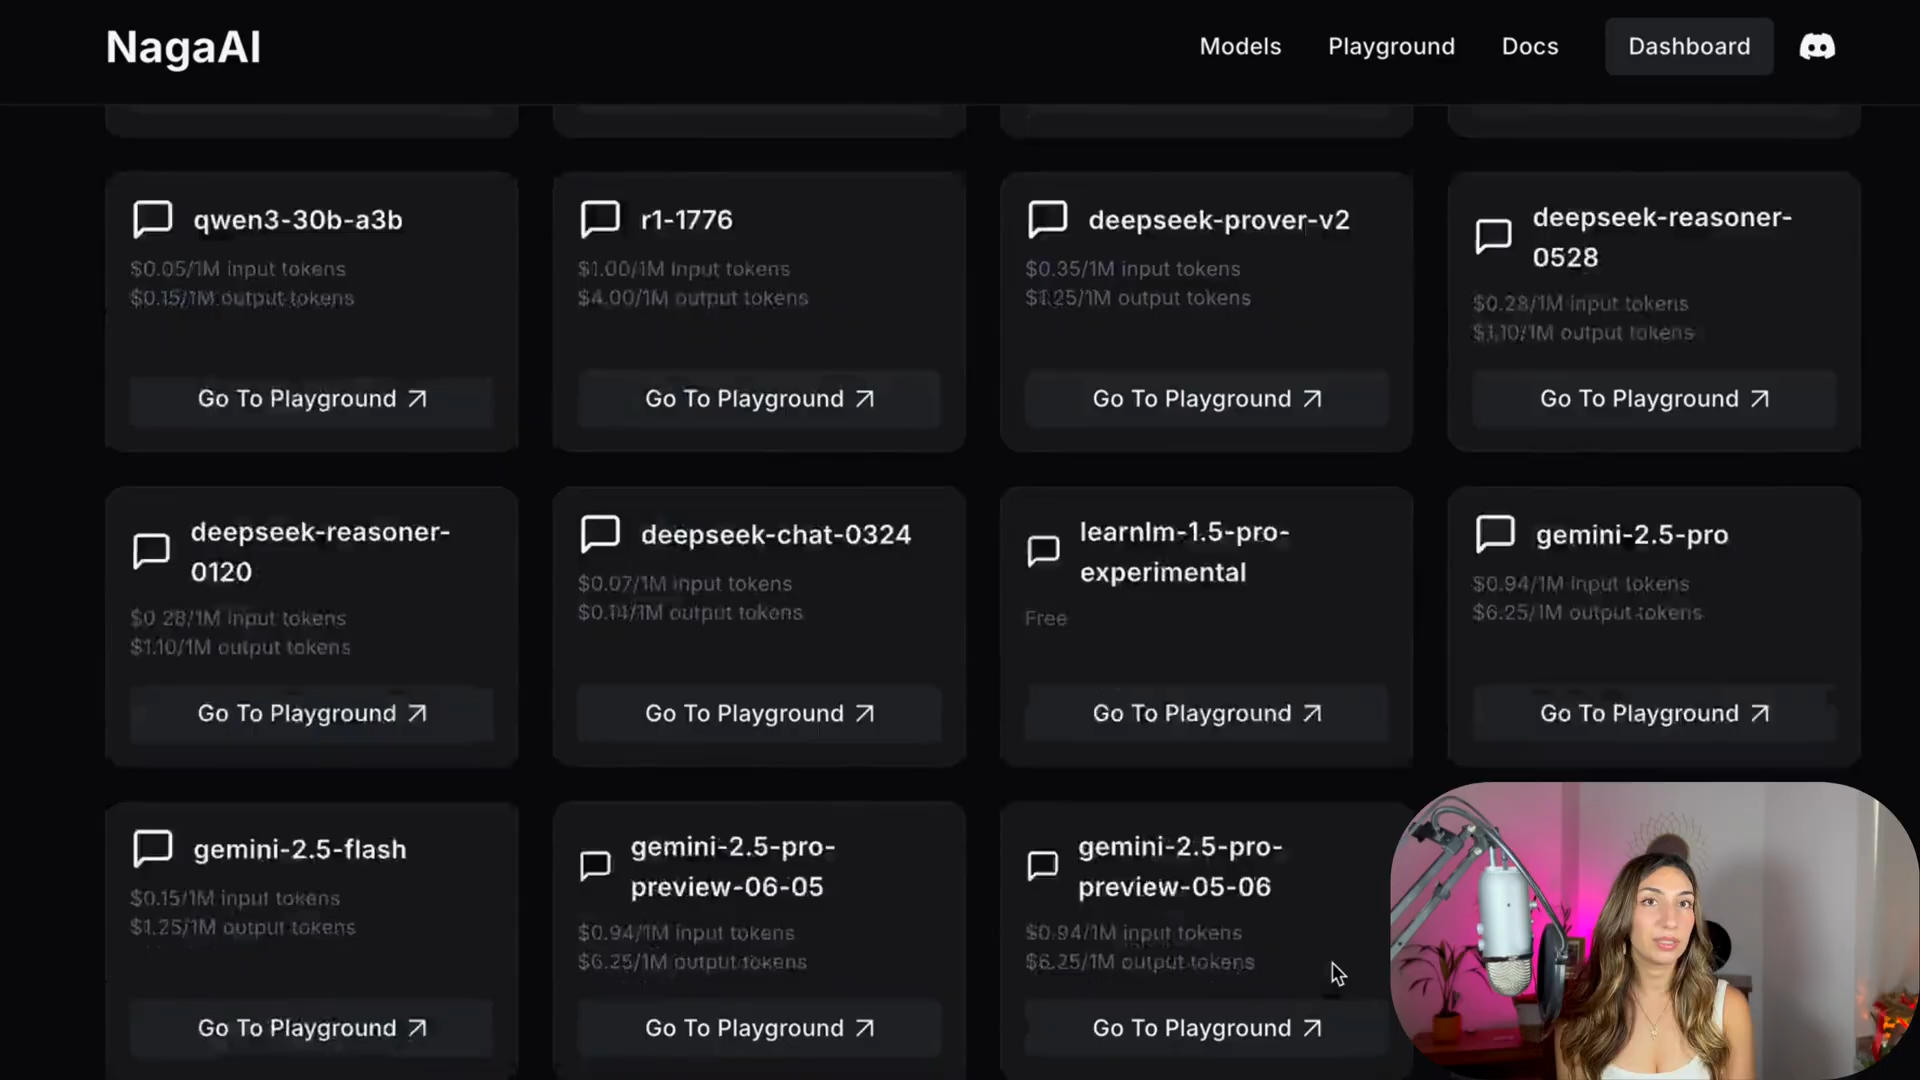 NagaAI
Models
Playground
Docs
Dashboard
qwen3-30b-a3b
$0.05/1M input tokens
$0.15/1M output tokens
Go To Playground
r1-1776
$1.00/1M input tokens
$4.00/1M output tokens
Go To Playground
deepseek-prover-v2
$0.35/1M input tokens
$1.25/1M output tokens
Go To Playground
deepseek-reasoner-
0528
$0.28/1M input tokens
$1.10/1M output tokens
Go To Playground
deepseek-reasoner-
0120
$0.28/1M input tokens
$1.10/1M output tokens
Go To Playground
deepseek-chat-0324
$0.07/1M input tokens
$0.14/1M output tokens
Go To Playground
learnlm-1.5-pro-
experimental
Free
Go To Playground
gemini-2.5-pro
$0.94/1M input tokens
$6.25/1M output tokens
Go To Playground
gemini-2.5-flash
$0.15/1M input tokens
$1.25/1M output tokens
Go To Playground
gemini-2.5-pro-
preview-06-05
$0.94/1M input tokens
$6.25/1M output tokens
Go To Playground
gemini-2.5-pro-
preview-05-06
$0.94/1M input tokens
$6.25/1M output tokens
Go To Playground